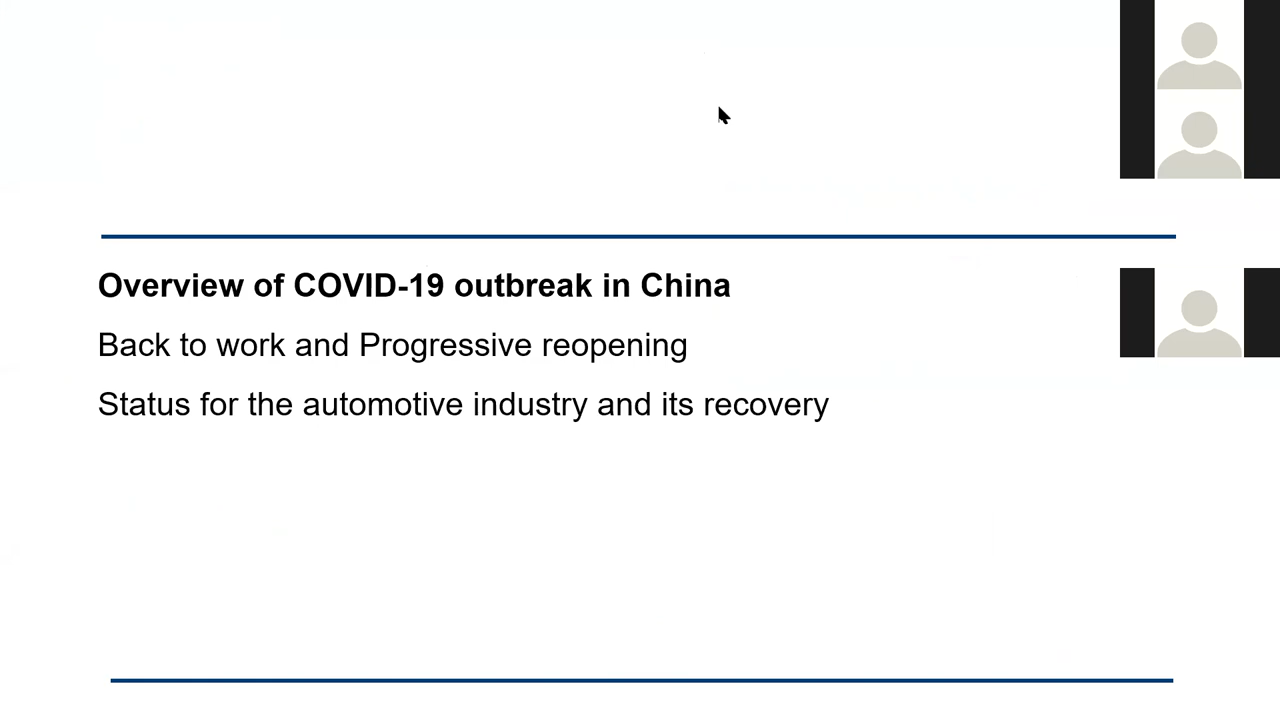 Overview of COVID-19 outbreak in China
Back to work and Progressive reopening
Status for the automotive industry and its recovery